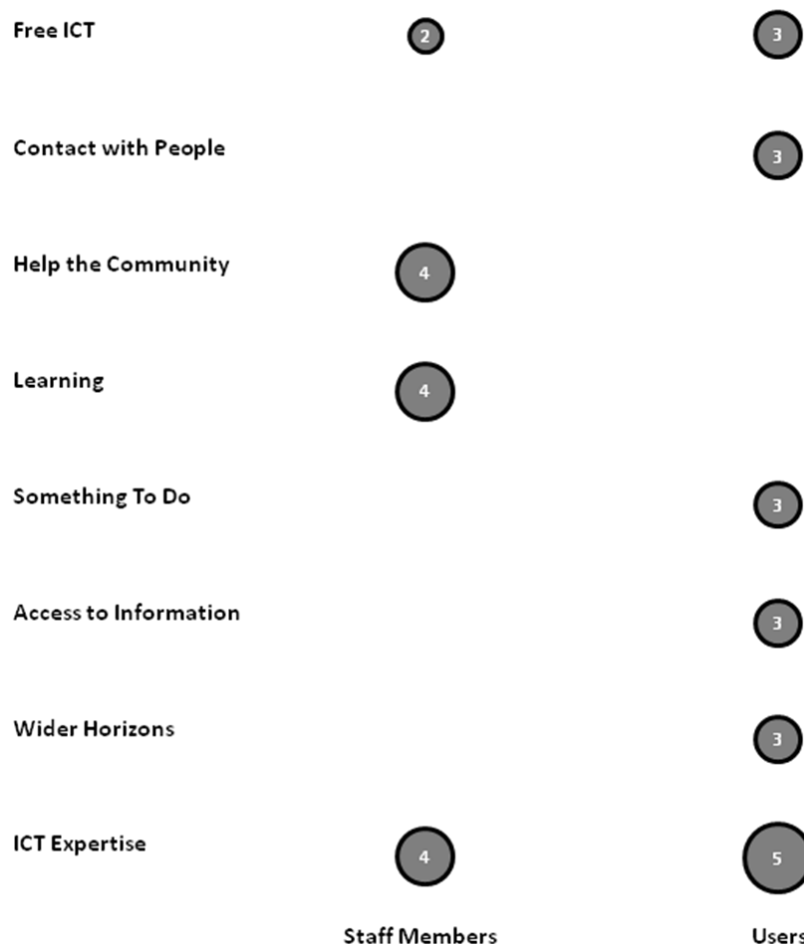 Free ICT 2 3
Contact with People 3
Help the Community 4
Learning 4
Something To Do 3
Access to Information 3
Wider Horizons 3
ICT Expertise 4 5
Staff Members Users